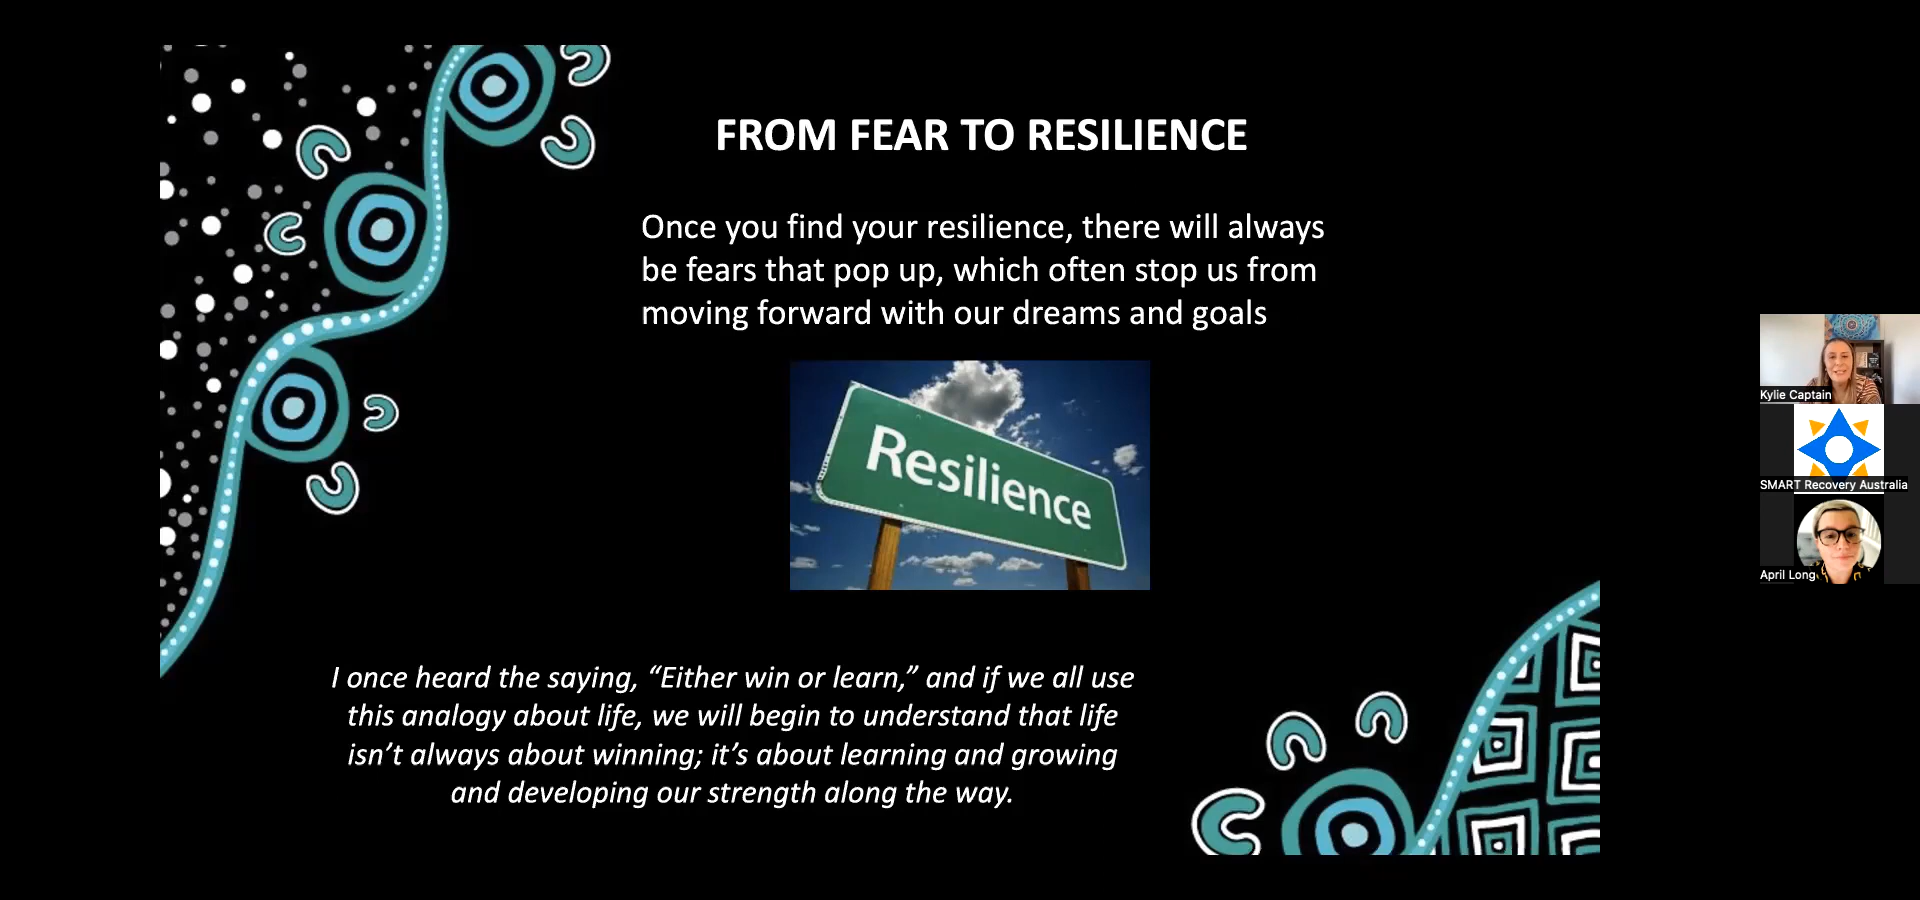 FROM FEAR TO RESILIENCE
Once you find your resilience, there will always
be fears that pop up, which often stop us from
moving forward with our dreams and goals
Resilience
I once heard the saying, “Either win or learn,” and if we all use
this analogy about life, we will begin to understand that life
isn’t always about winning; it’s about learning and growing
and developing our strength along the way.
Kylie Captain
SMART Recovery Australia
April Long